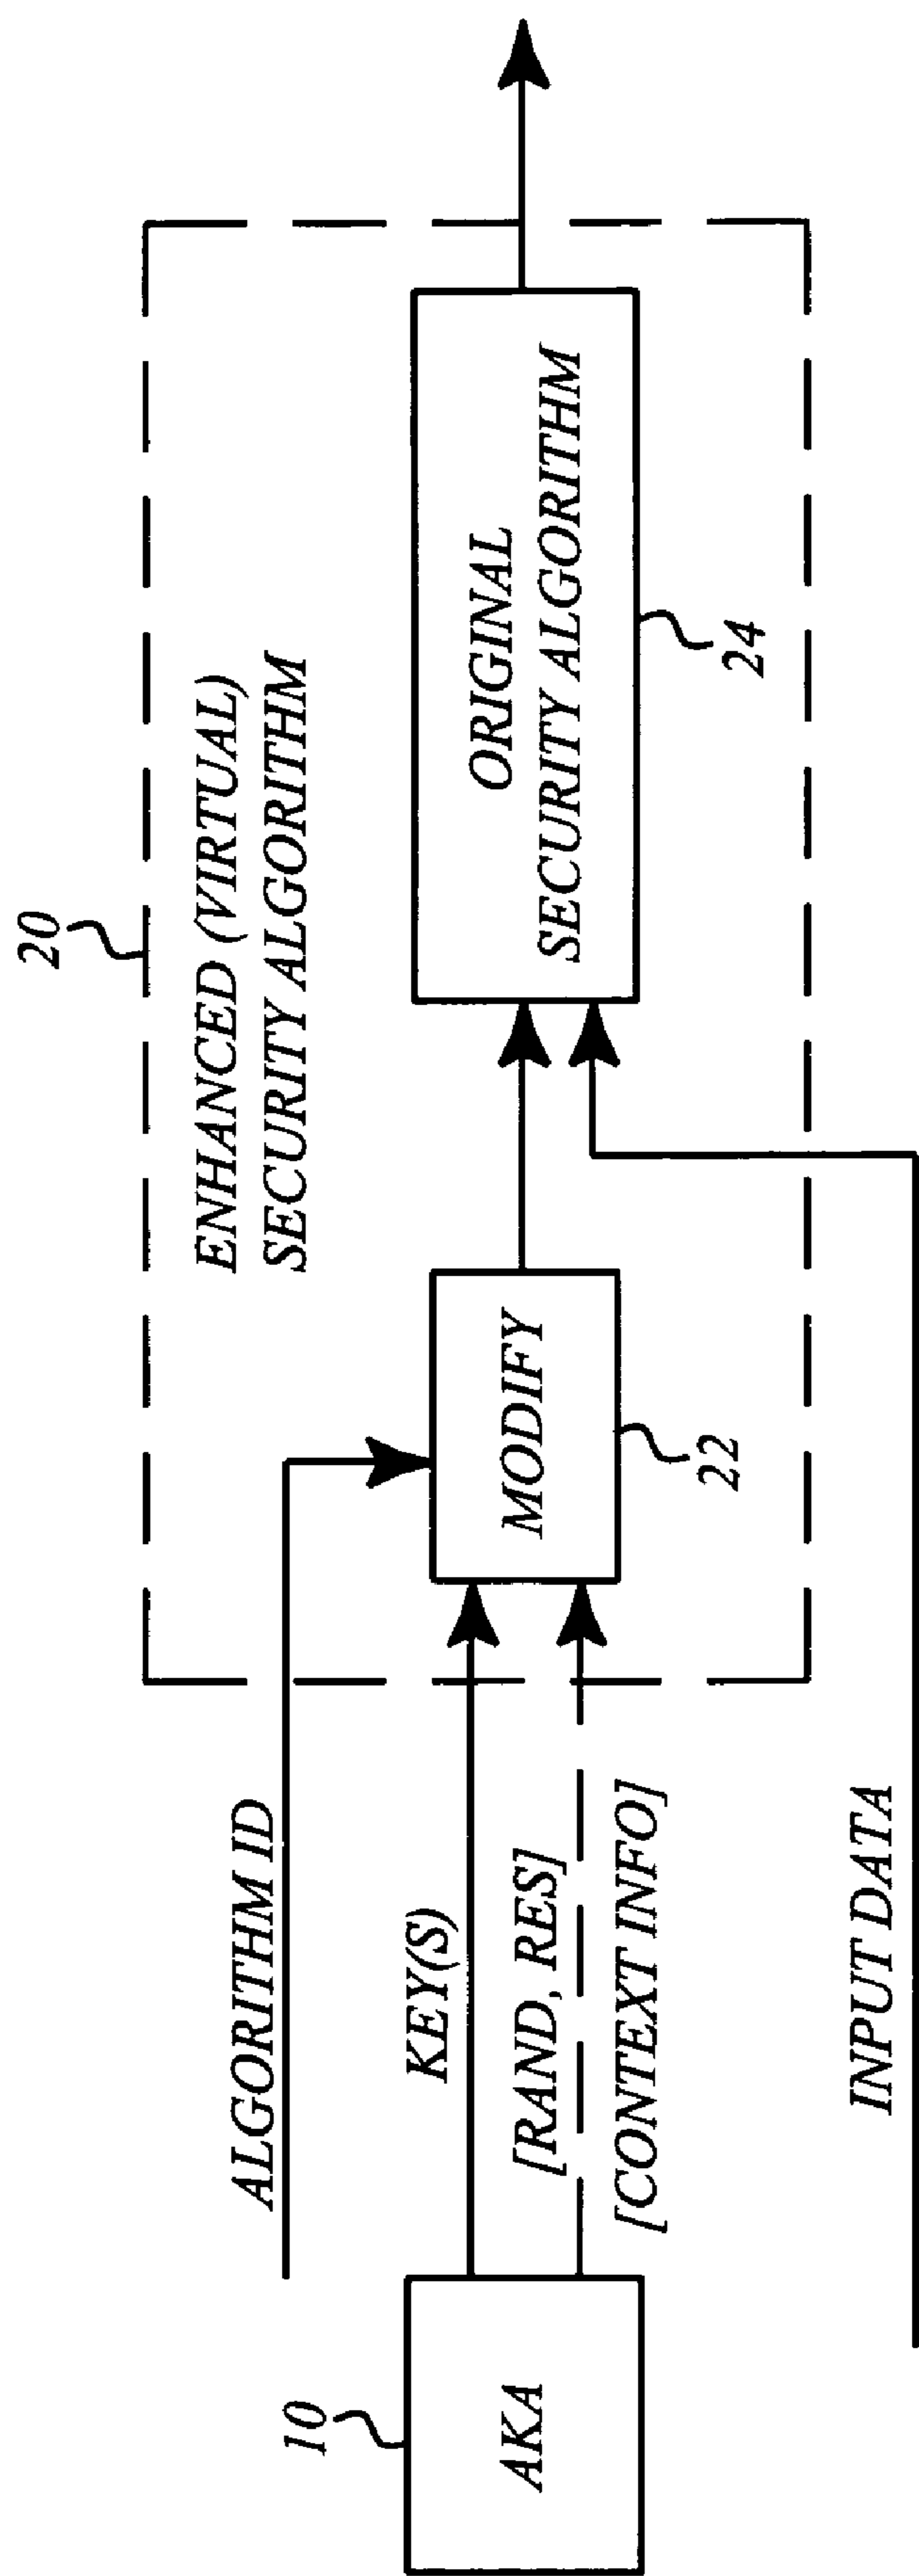 20
ENHANCED (VIRTUAL)
SECURITY ALGORITHM
ALGORITHM ID
10
AKA
KEY(S)
[RAND, RES]
[CONTEXT INFO]
MODIFY
22
ORIGINAL
SECURITY ALGORITHM
24
INPUT DATA